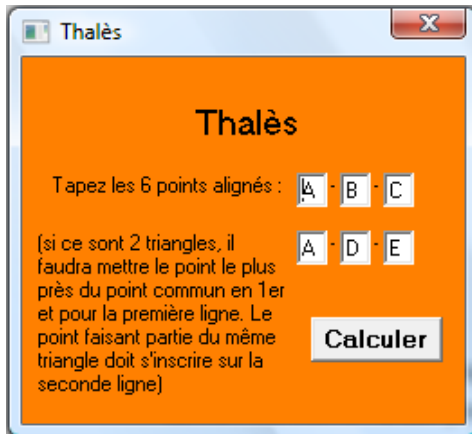 Thalès
Thalès
Tapez les 6 points alignés : A - B - C
(si ce sont 2 triangles, il A - D - E
faudra mettre le point le plus
près du point commun en 1er
et pour la première ligne. Le
point faisant partie du même
triangle doit s'inscrire sur la
seconde ligne)
Calculer